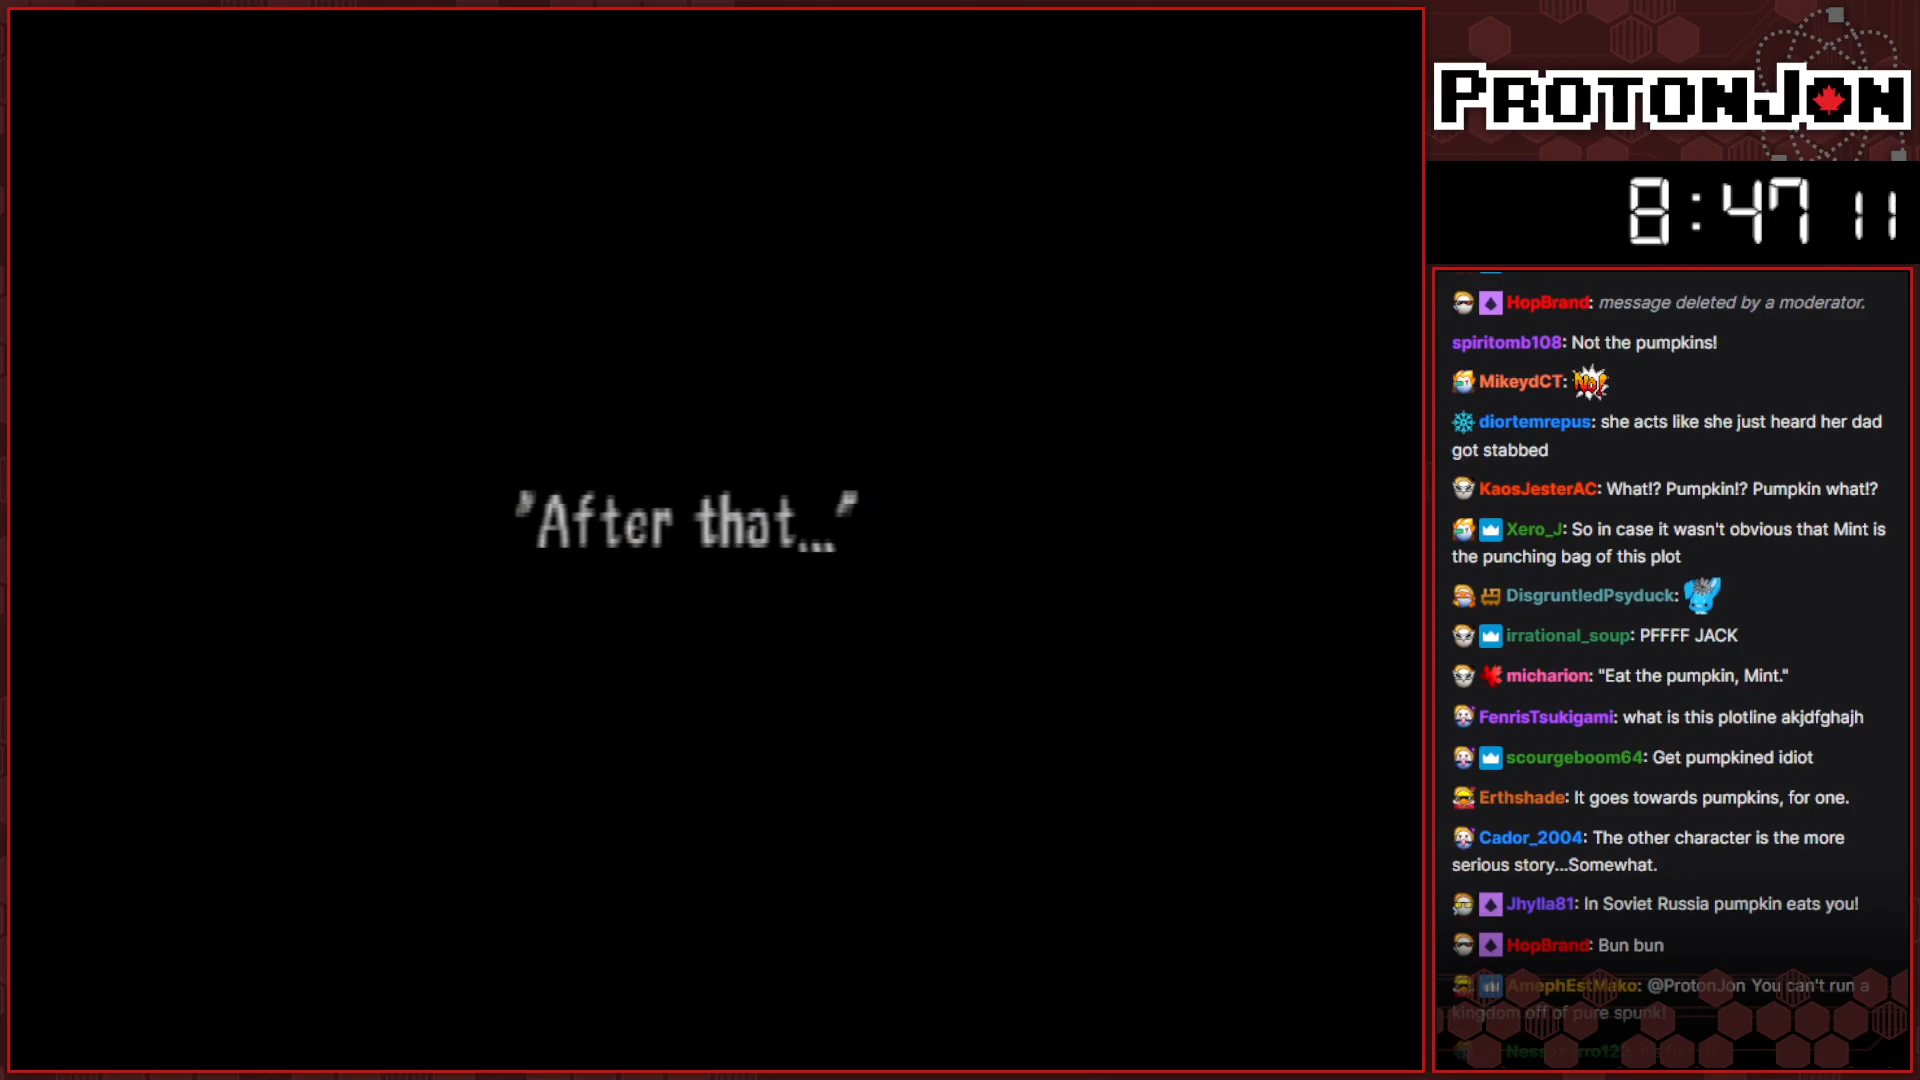 PROTONJON
8:47 11
HopBrand: message deleted by a moderator.
spiritomb108: Not the pumpkins!
MikeydCT: NO!
diortemrepus: she acts like she just heard her dad
got stabbed
KaosJesterAC: What!? Pumpkin!? Pumpkin what!?
Xero_J: So in case it wasn't obvious that Mint is
the punching bag of this plot
DisgruntledPsyduck:
irrational_soup: PFFFF JACK
micharion: "Eat the pumpkin, Mint."
FenrisTsukigami: what is this plotline akjdfghajh
scourgeboom64: Get pumpkined idiot
Erthshade: It goes towards pumpkins, for one.
Cador_2004: The other character is the more
serious story...Somewhat.
Jhylla81: In Soviet Russia pumpkin eats you!
HopBrand: Bun bun
AmephEstMako: @ProtonJon You can't run a
kingdom off of pure spunk!
"After that..."